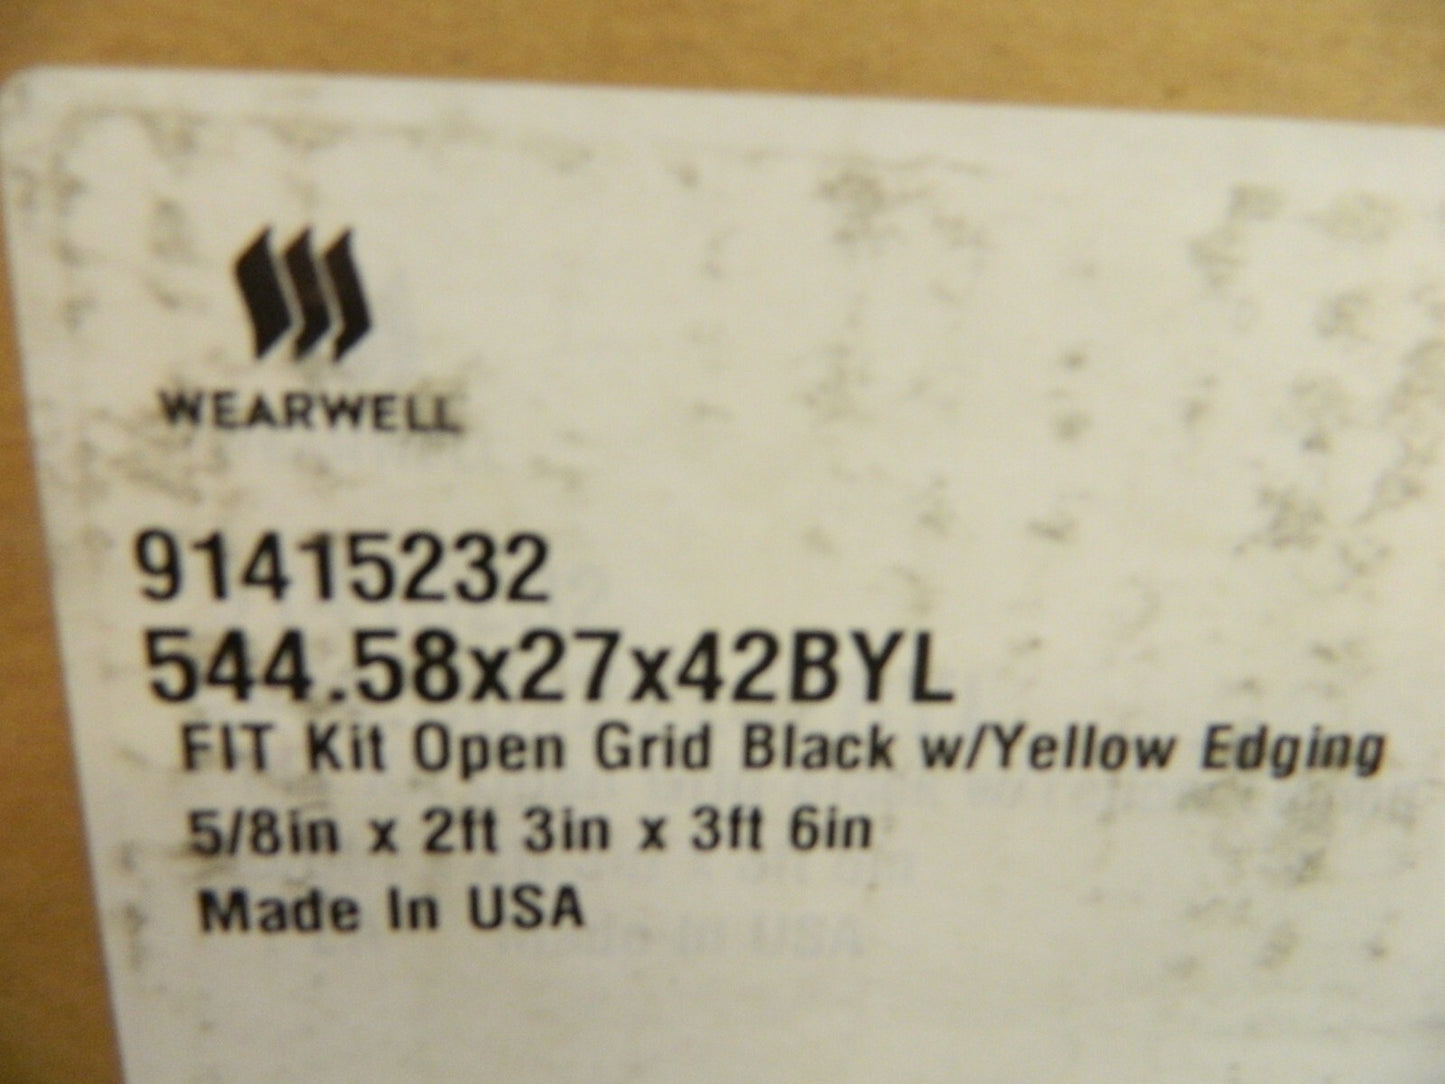 WEARWELL
91415232
544.58x27x42BYL
FIT Kit Open Grid Black w/Yellow Edging
5/8in x 2ft 3in x 3ft 6in
Made In USA